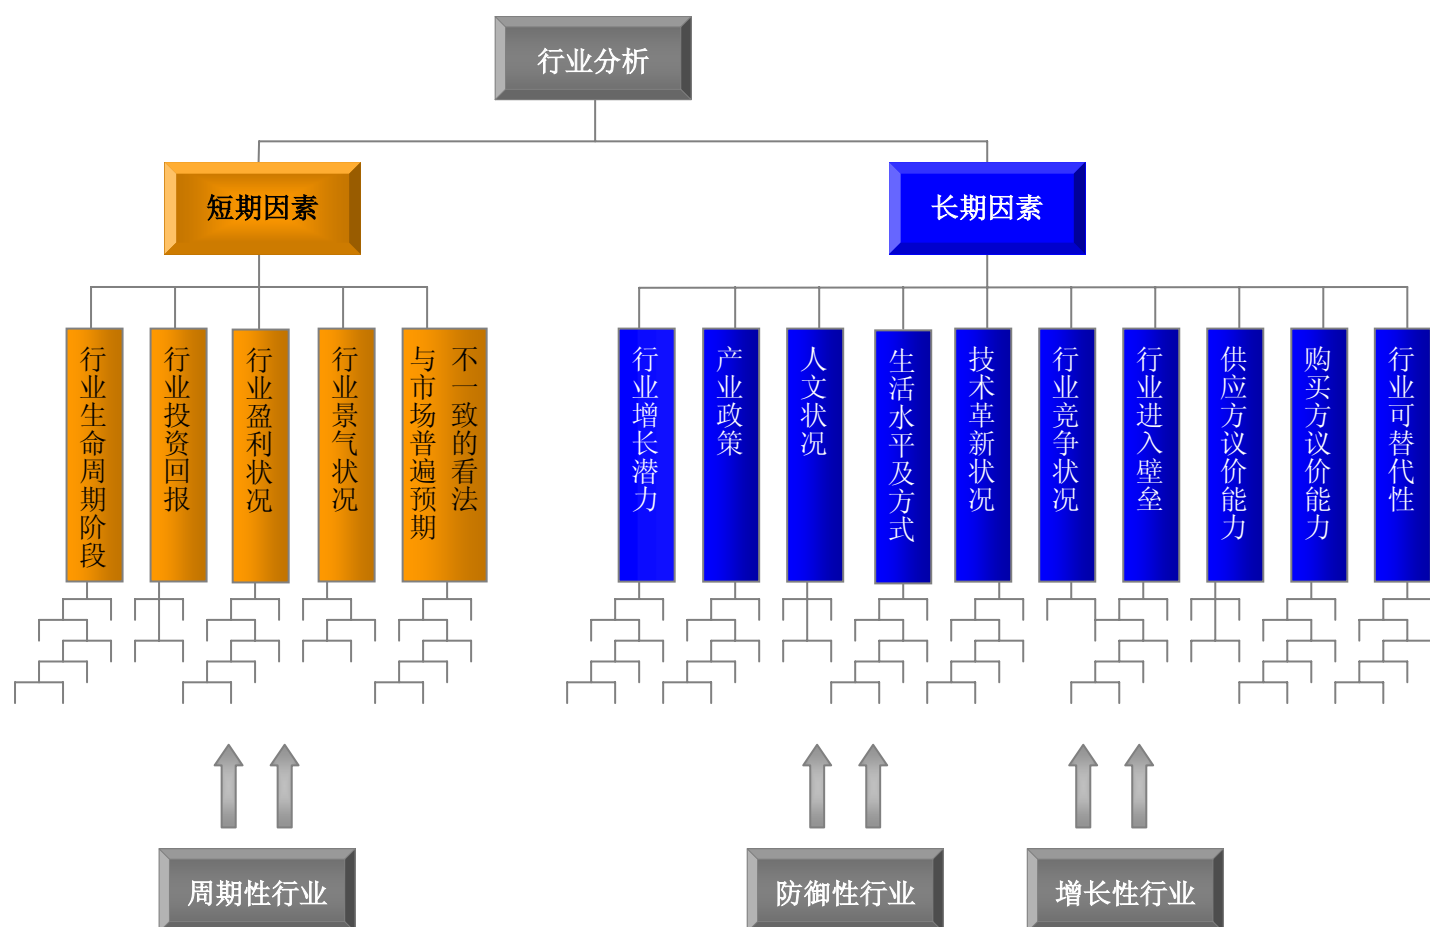 行业分析
短期因素
长期因素
行业生命周期阶段
行业投资回报
行业盈利状况
行业景气状况
不一致的看法
与市场普遍预期
行业增长潜力
产业政策
人文状况
生活水平及方式
技术革新状况
行业竞争状况
行业进入壁垒
供应方议价能力
购买方议价能力
行业可替代性
周期性行业
防御性行业
增长性行业